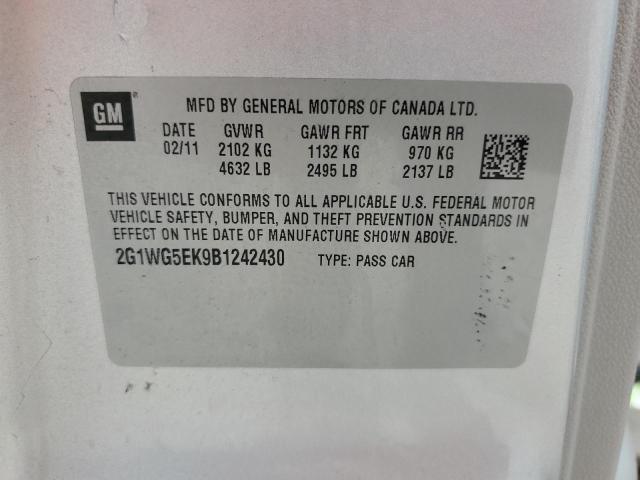 GM ®
MFD BY GENERAL MOTORS OF CANADA LTD.
DATE GVWR GAWR FRT GAWR RR
02/11 2102 KG 1132 KG 970 KG
4632 LB 2495 LB 2137 LB
THIS VEHICLE CONFORMS TO ALL APPLICABLE U.S. FEDERAL MOTOR
VEHICLE SAFETY, BUMPER, AND THEFT PREVENTION STANDARDS IN
EFFECT ON THE DATE OF MANUFACTURE SHOWN ABOVE.
2G1WG5EK9B1242430 TYPE: PASS CAR